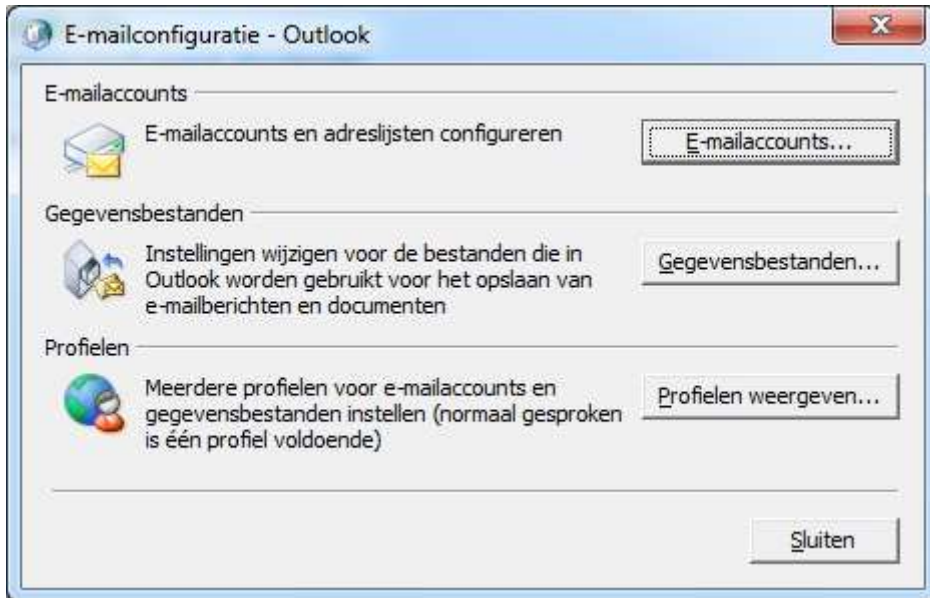 E-mailconfiguratie - Outlook
E-mailaccounts
E-mailaccounts en adreslijsten configureren
E-mailaccounts...
Gegevensbestanden
Instellingen wijzigen voor de bestanden die in
Outlook worden gebruikt voor het opslaan van
e-mailberichten en documenten
Gegevensbestanden...
Profielen
Meerdere profielen voor e-mailaccounts en
gegevensbestanden instellen (normaal gesproken
is één profiel voldoende)
Profielen weergeven...
Sluiten